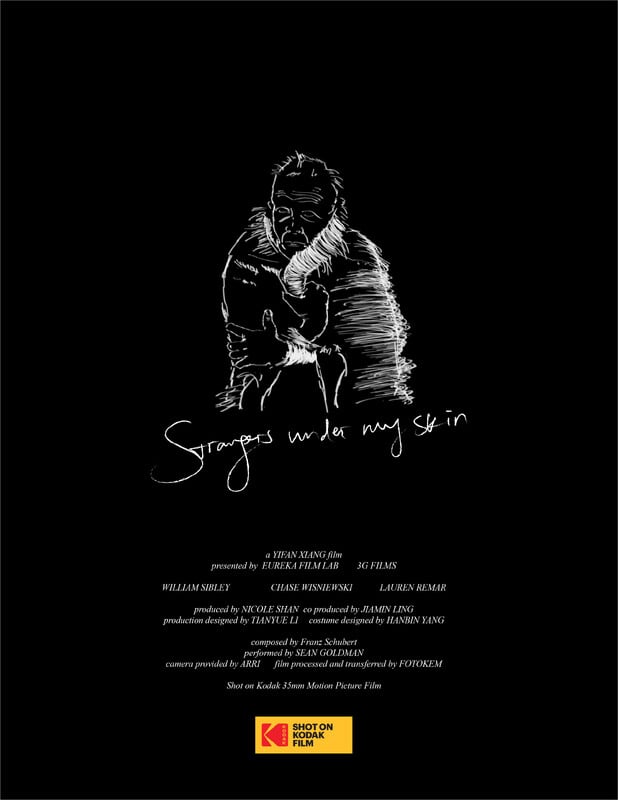 Strangers under my skin
a YIFAN XIANG film
presented by EUREKA FILM LAB 3G FILMS
WILLIAM SIBLEY CHASE WISNIEWSKI LAUREN REMAR
produced by NICOLE SHAN co produced by JIAMIN LING
production designed by TIANYUE LI costume designed by HANBIN YANG
composed by Franz Schubert
performed by SEAN GOLDMAN
camera provided by ARRI film processed and transferred by FOTOKEM
Shot on Kodak 35mm Motion Picture Film
KODAK
SHOT ON
KODAK
FILM